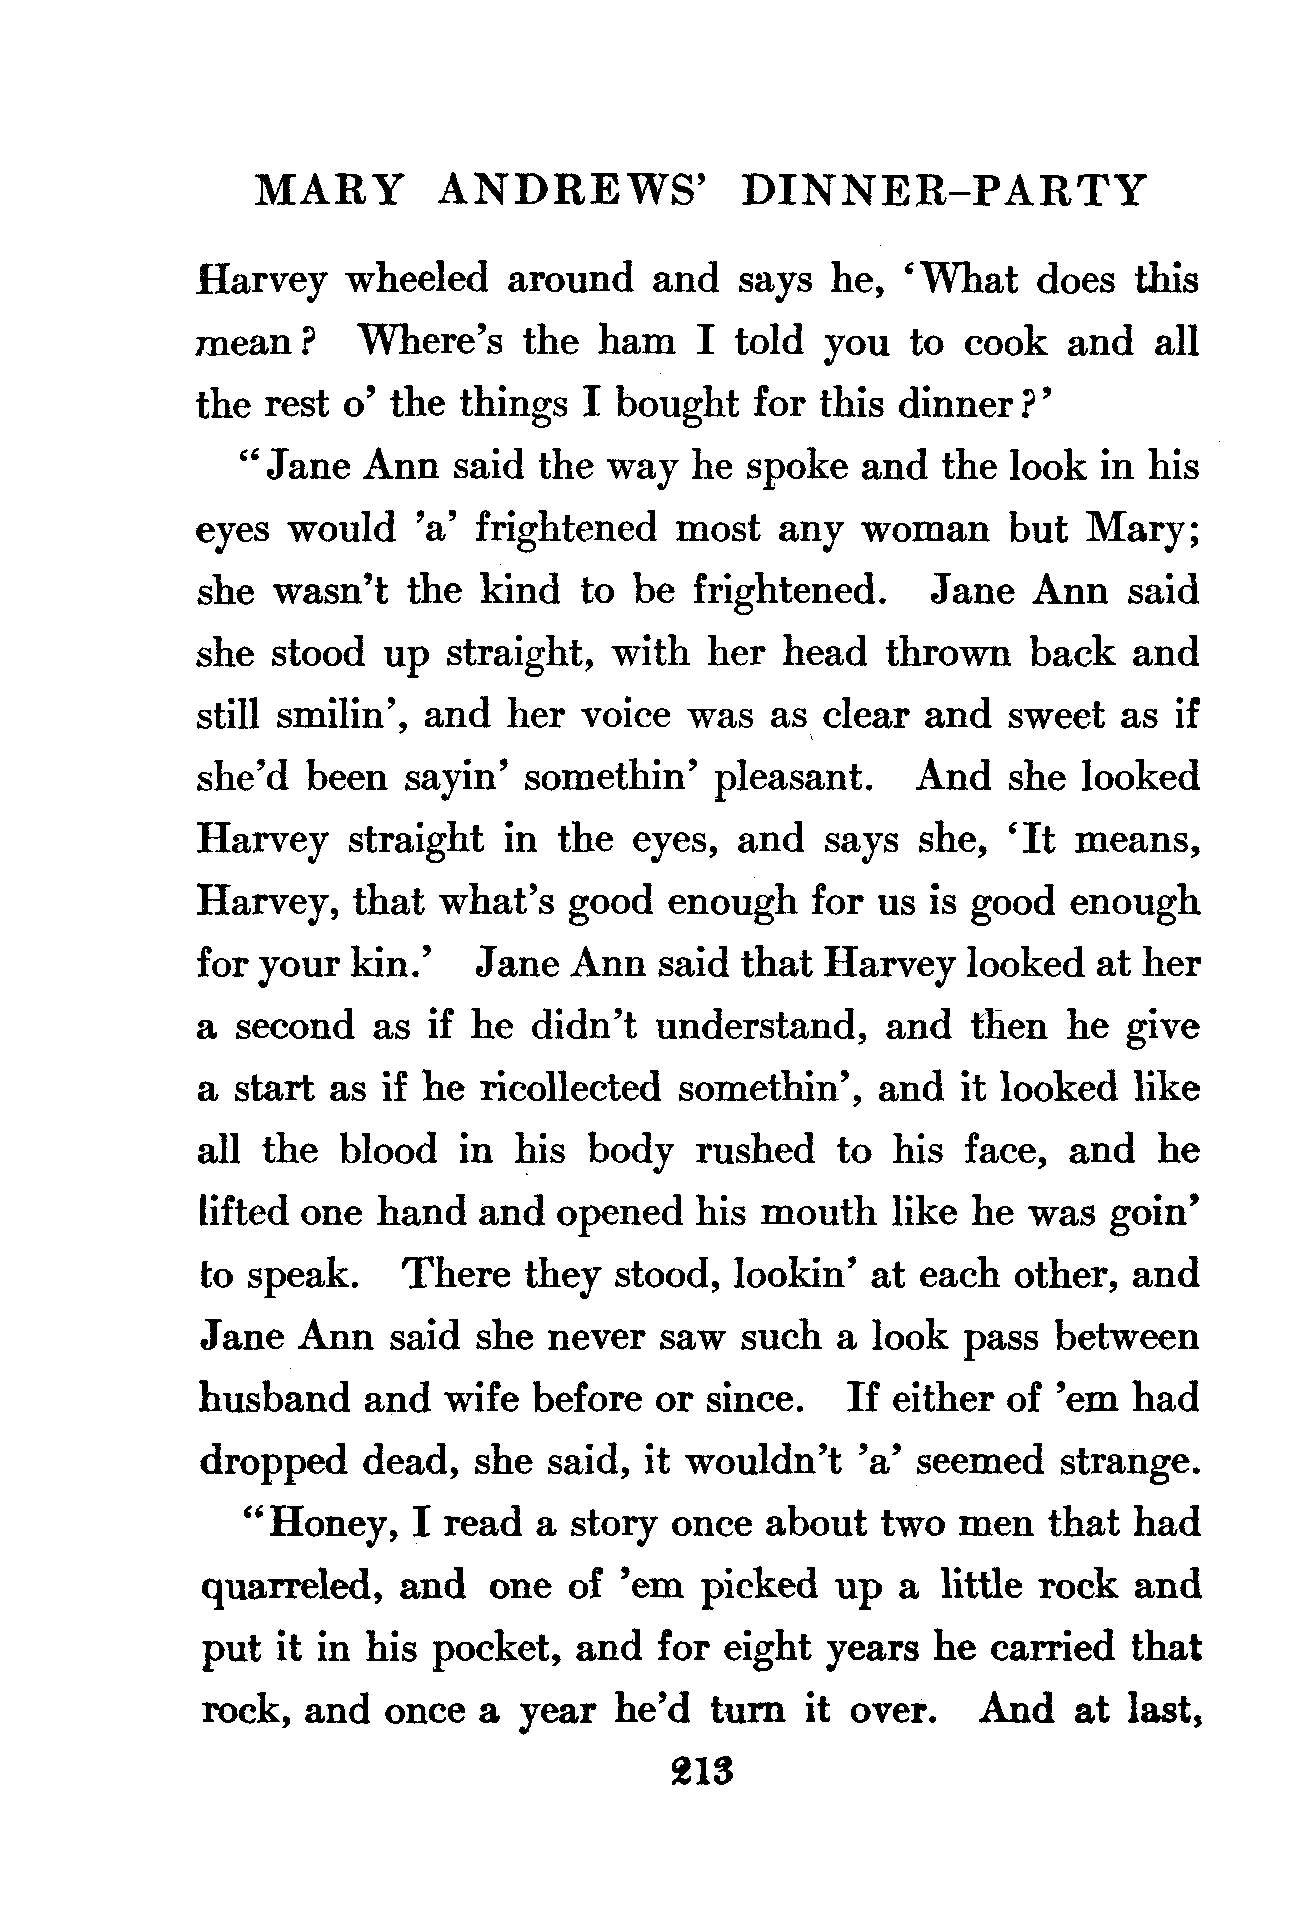 MARY ANDREWS' DINNER-PARTY
Harvey wheeled around and says he, ‘What does this
mean? Where's the ham I told you to cook and all
the rest o’ the things I bought for this dinner?’
“Jane Ann said the way he spoke and the look in his
eyes would ’a’ frightened most any woman but Mary;
she wasn’t the kind to be frightened. Jane Ann said
she stood up straight, with her head thrown back and
still smilin’, and her voice was as clear and sweet as if
she’d been sayin’ somethin’ pleasant. And she looked
Harvey straight in the eyes, and says she, ‘It means,
Harvey, that what’s good enough for us is good enough
for your kin.’ Jane Ann said that Harvey looked at her
a second as if he didn’t understand, and then he give
a start as if he ricollected somethin’, and it looked like
all the blood in his body rushed to his face, and he
lifted one hand and opened his mouth like he was goin’
to speak. There they stood, lookin’ at each other, and
Jane Ann said she never saw such a look pass between
husband and wife before or since. If either of ’em had
dropped dead, she said, it wouldn’t ’a’ seemed strange.
“Honey, I read a story once about two men that had
quarreled, and one of ’em picked up a little rock and
put it in his pocket, and for eight years he carried that
rock, and once a year he’d turn it over. And at last,
213